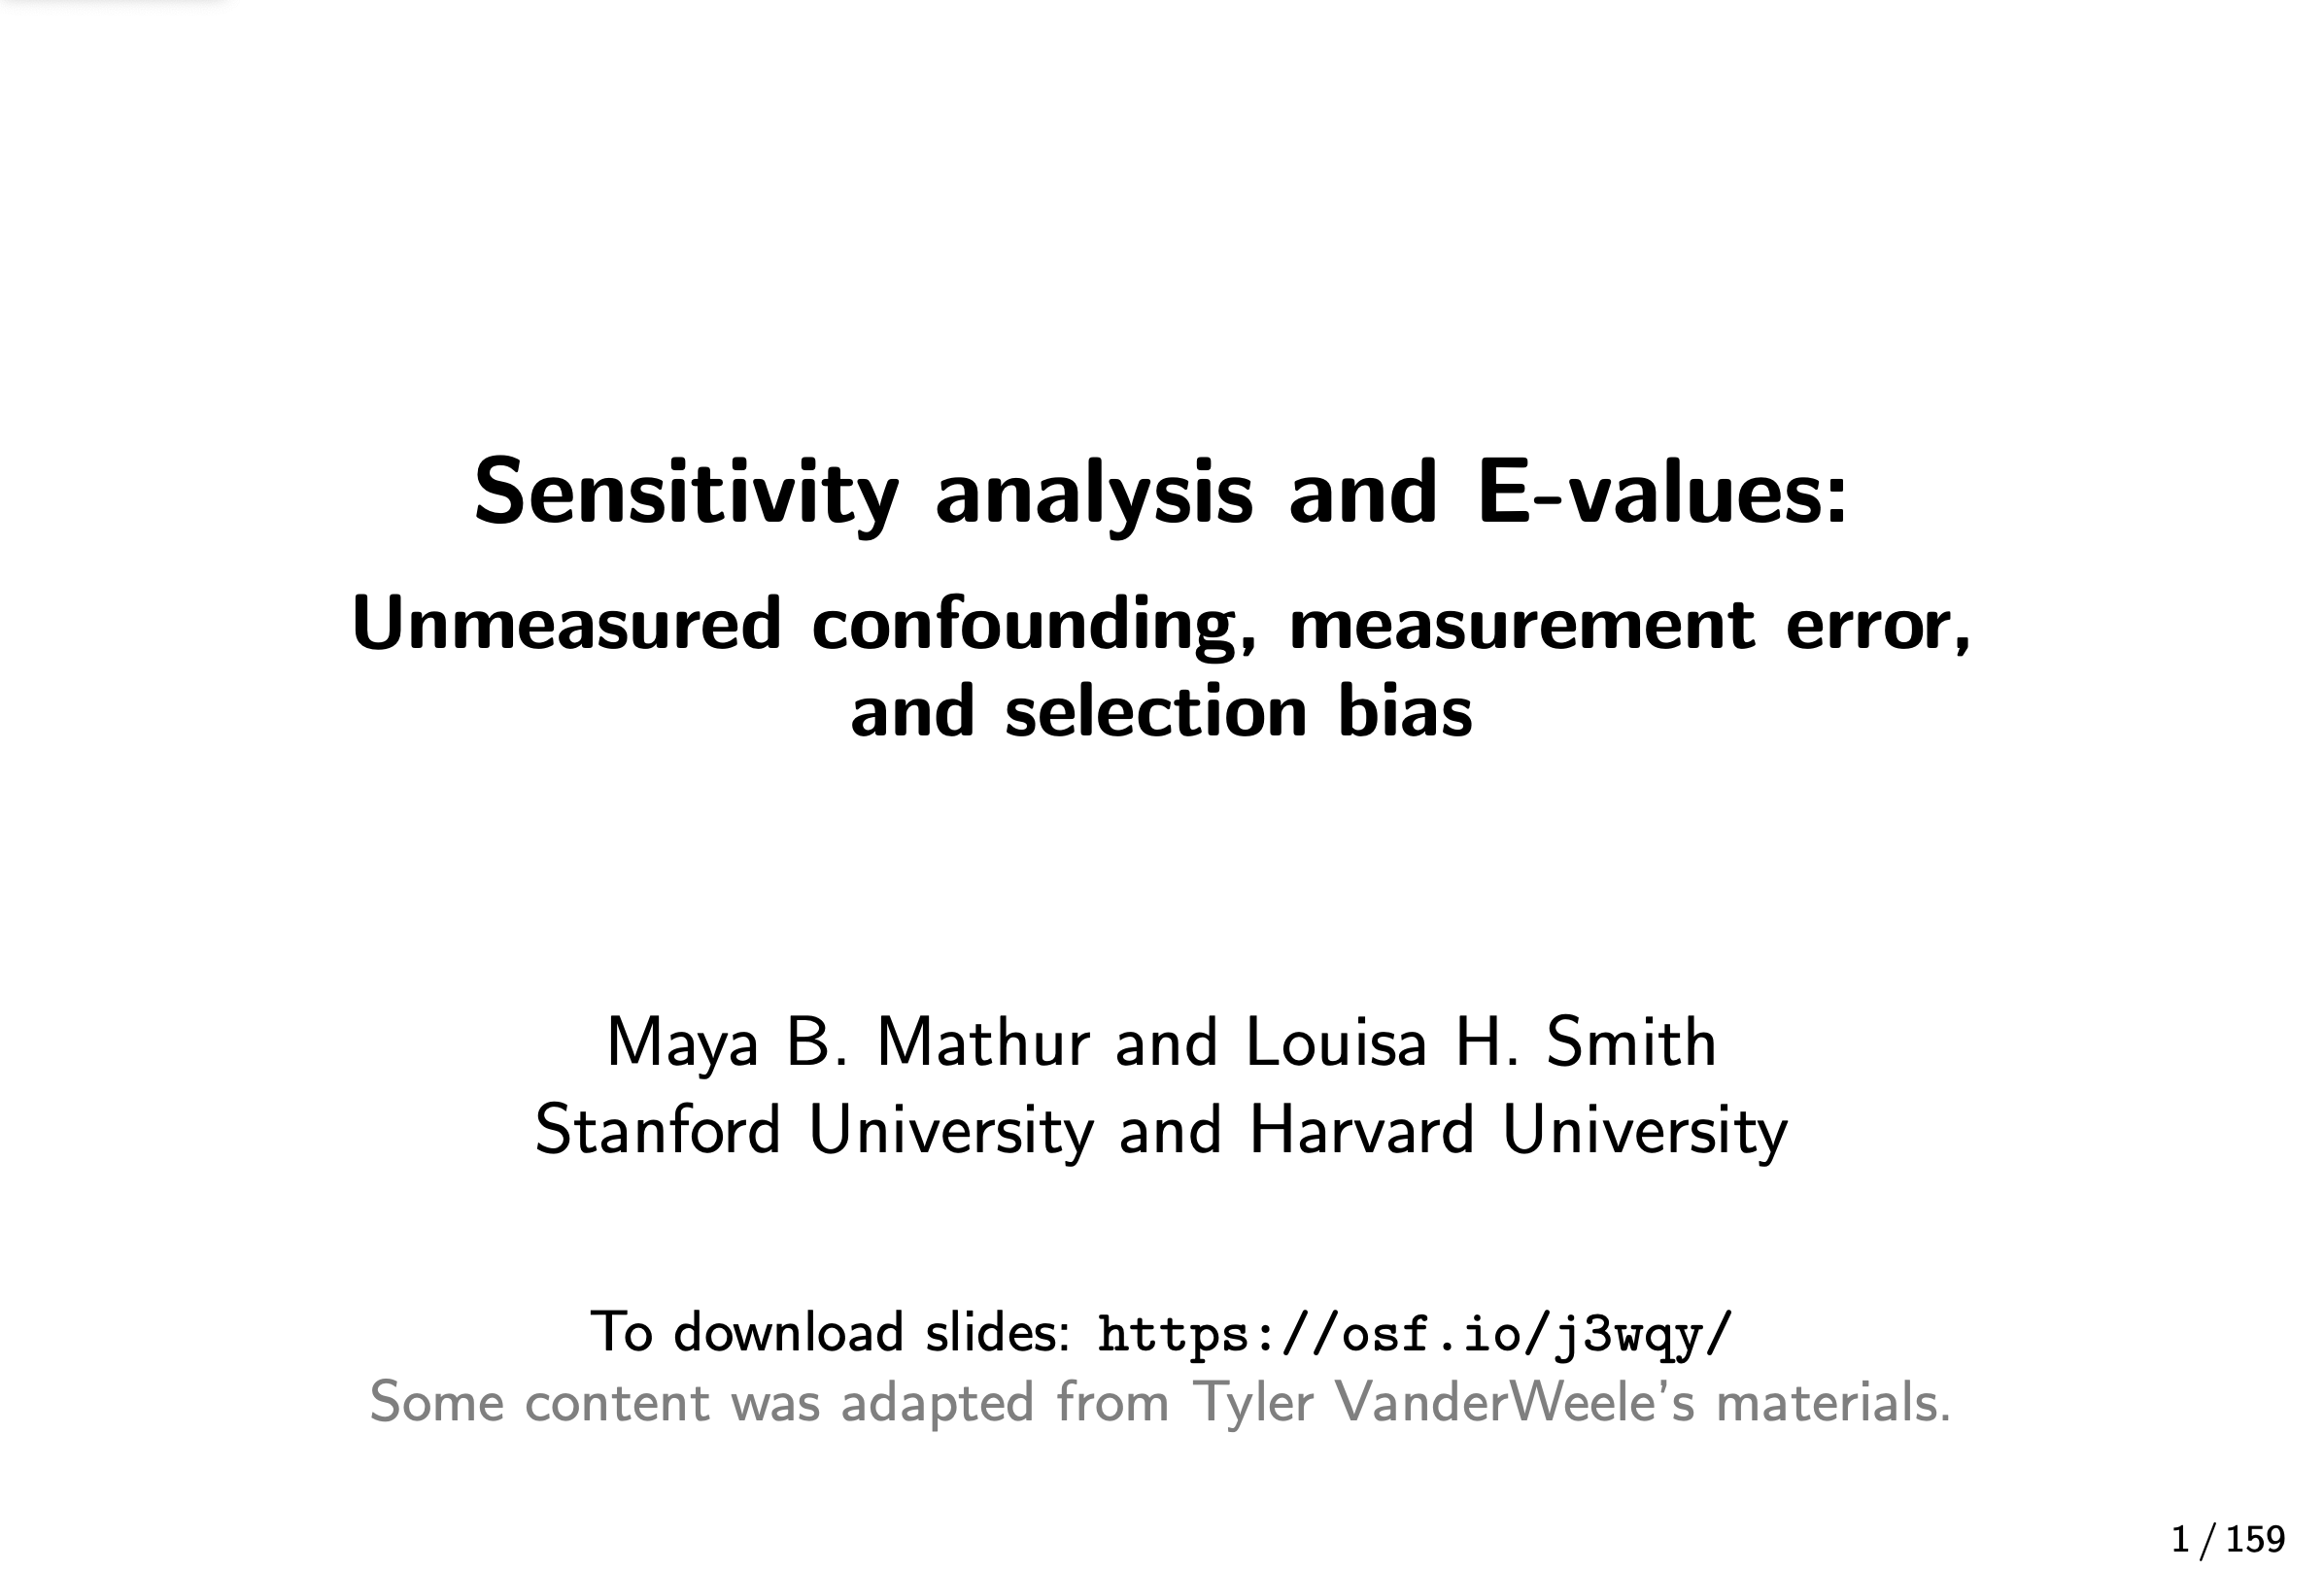 Sensitivity analysis and E-values:
Unmeasured confounding, measurement error,
and selection bias
Maya B. Mathur and Louisa H. Smith
Stanford University and Harvard University
To download slides: https://osf.io/j3wqy/
Some content was adapted from Tyler VanderWeele's materials.
1 / 159